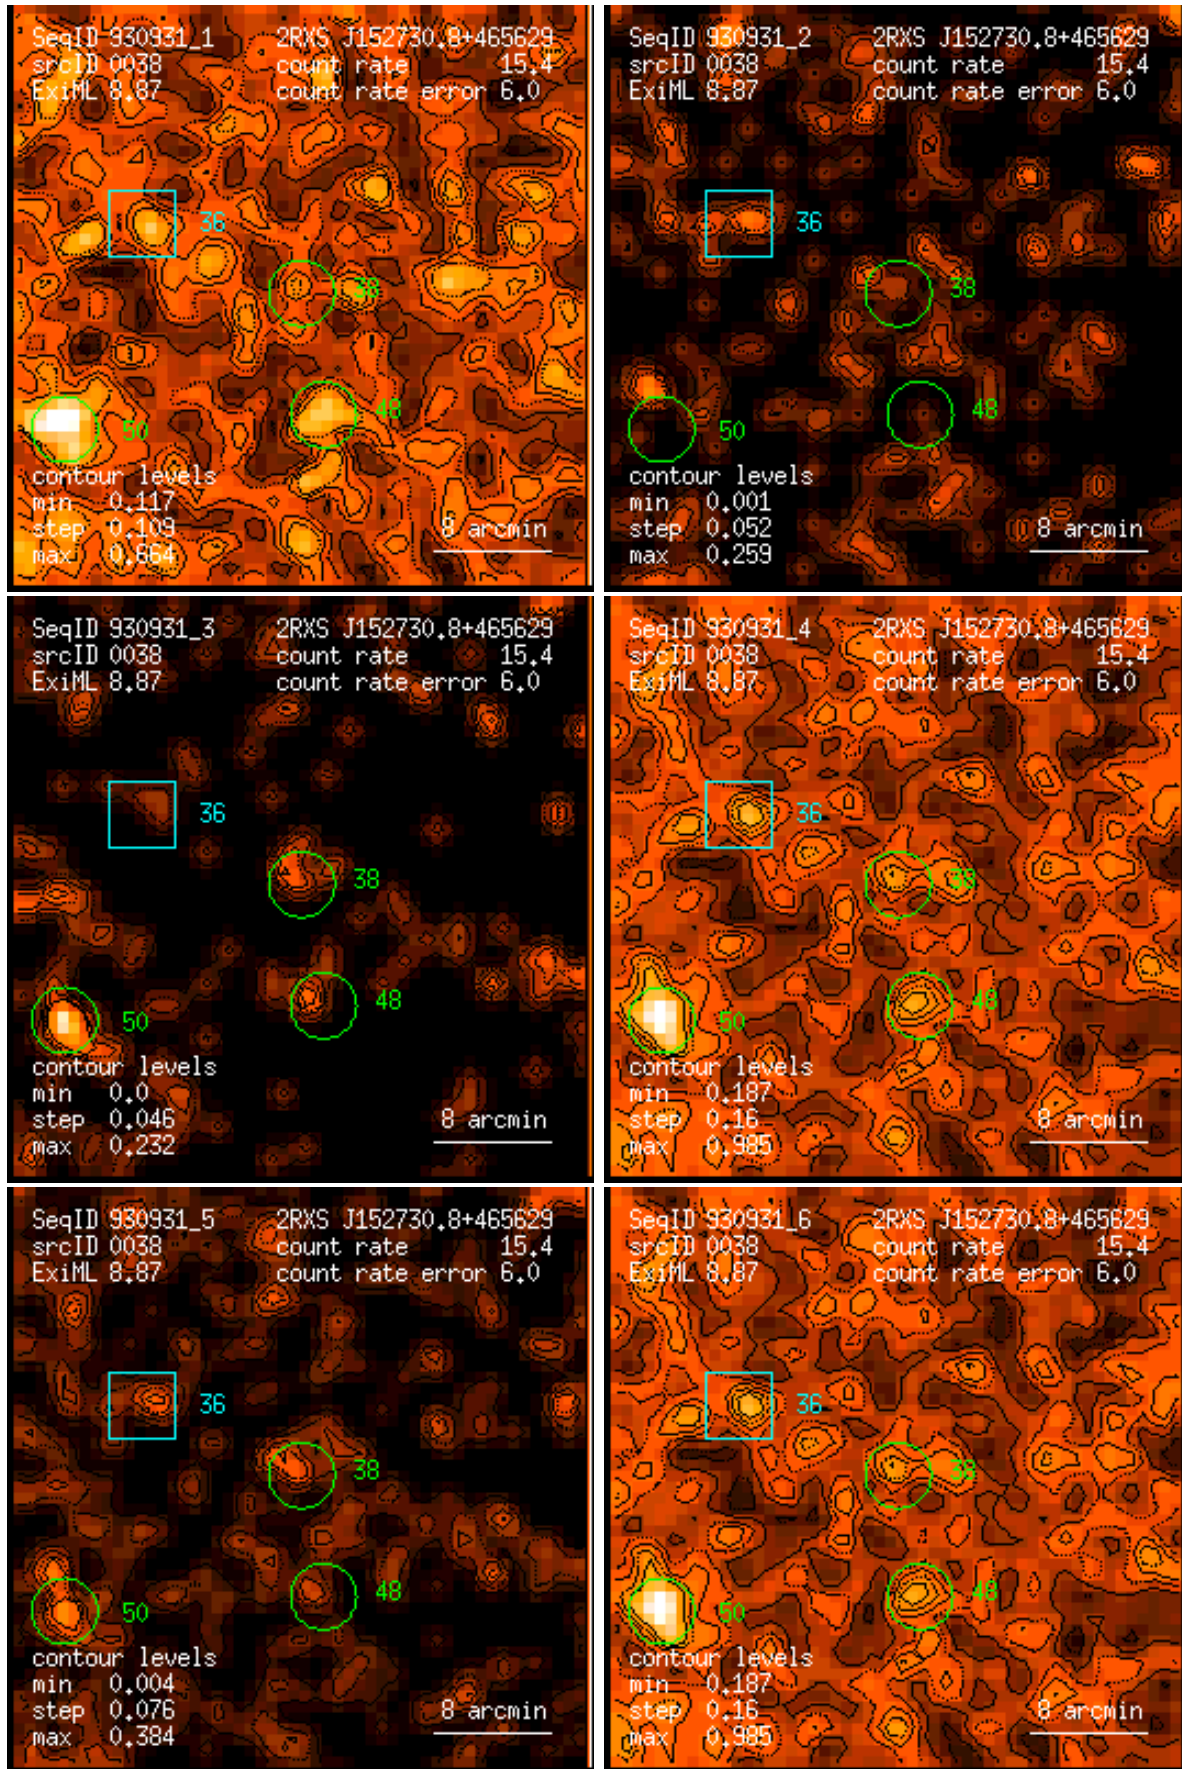 SeqID 930931_1 2RXS J152730.8+465629
srcID 0038 count rate 15.4
ExiML 8.87 count rate error 6.0
36
38
48
50
contour levels
min 0.117
step 0.109 8 arcmin
max 0.664
SeqID 930931_2 2RXS J152730.8+465629
srcID 0038 count rate 15.4
ExiML 8.87 count rate error 6.0
36
38
48
50
contour levels
min 0.001
step 0.052 8 arcmin
max 0.259
SeqID 930931_3 2RXS J152730.8+465629
srcID 0038 count rate 15.4
ExiML 8.87 count rate error 6.0
36
38
48
50
contour levels
min 0.0
step 0.046 8 arcmin
max 0.232
SeqID 930931_4 2RXS J152730.8+465629
srcID 0038 count rate 15.4
ExiML 8.87 count rate error 6.0
36
38
48
50
contour levels
min 0.187
step 0.16 8 arcmin
max 0.985
SeqID 930931_5 2RXS J152730.8+465629
srcID 0038 count rate 15.4
ExiML 8.87 count rate error 6.0
36
38
48
50
contour levels
min 0.004
step 0.076 8 arcmin
max 0.384
SeqID 930931_6 2RXS J152730.8+465629
srcID 0038 count rate 15.4
ExiML 8.87 count rate error 6.0
36
38
48
50
contour levels
min 0.187
step 0.16 8 arcmin
max 0.985